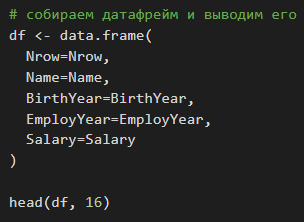 # собираем датафрейм и выводим его
df <- data.frame(
  Nrow=Nrow,
  Name=Name,
  BirthYear=BirthYear,
  EmployYear=EmployYear,
  Salary=Salary
)
head(df, 16)